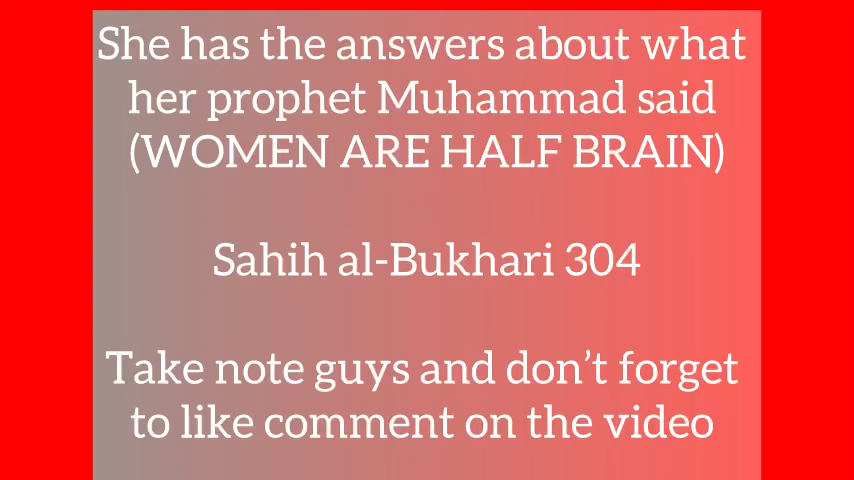 She has the answers about what
her prophet Muhammad said
(WOMEN ARE HALF BRAIN)
Sahih al-Bukhari 304
Take note guys and don’t forget
to like comment on the video